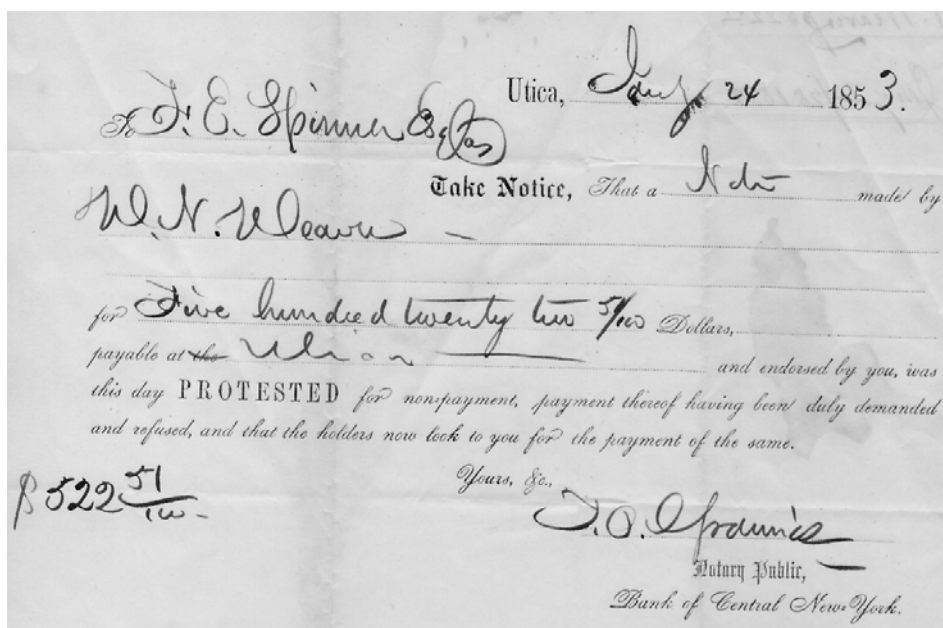 Utica, Jany 24 1853.
To F. E. Spinner Esq Cas
Take Notice, That a Note made by
W. N. Weaver —
for Five hundred twenty two 51/100 Dollars,
payable at the Utica and endorsed by you, was
this day PROTESTED for non-payment, payment thereof having been duly demanded
and refused, and that the holders now look to you for the payment of the same.
Yours, &c.,
$522 51/100 -
T. O.
Notary Public,
Bank of Central New-York.